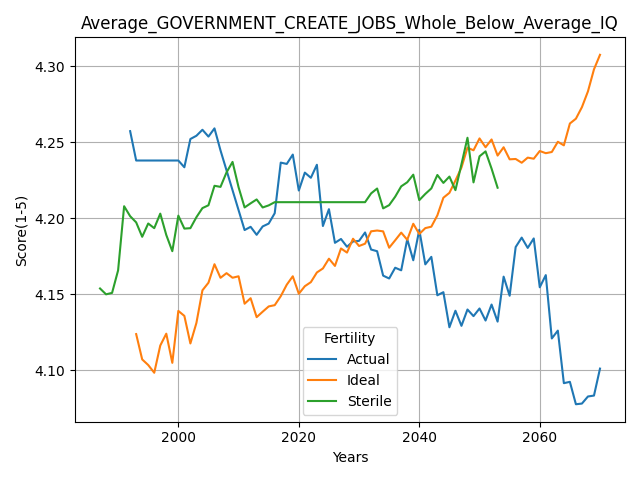 Average_GOVERNMENT_CREATE_JOBS_Whole_Below_Average_IQ
4.30
4.25
4.20
4.15
4.10
Score(1-5)
Fertility
Actual
Ideal
Sterile
2000
2020
2040
2060
Years